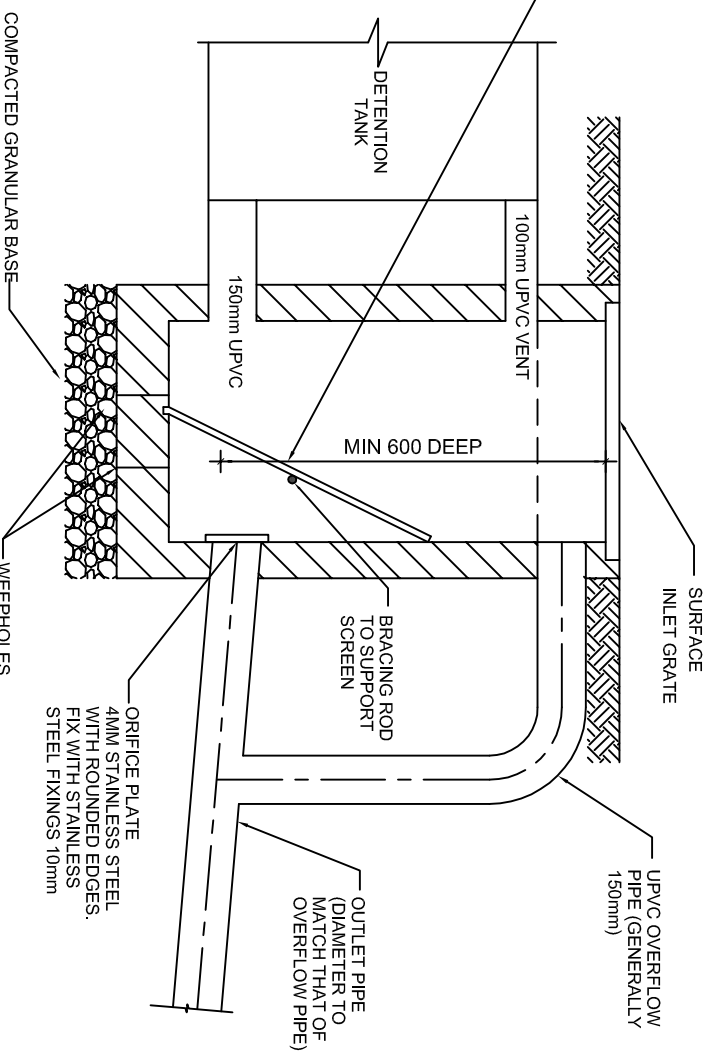 SURFACE
INLET GRATE
UPVC OVERFLOW
PIPE (GENERALLY
150mm)
DETENTION
TANK
100mm UPVC VENT
MIN 600 DEEP
150mm UPVC
BRACING ROD
TO SUPPORT
SCREEN
OUTLET PIPE
(DIAMETER TO
MATCH THAT OF
OVERFLOW PIPE)
ORIFICE PLATE
4MM STAINLESS STEEL
WITH ROUNDED EDGES.
FIX WITH STAINLESS
STEEL FIXINGS 10mm
COMPACTED GRANULAR BASE
WEEPHOLES